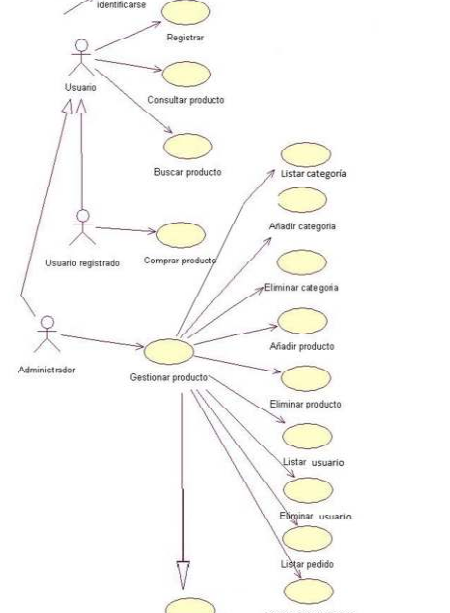 identificarse
Registrar
Usuario
Consultar producto
Buscar producto
Listar categoría
Añadir categoria
Usuario registrado
Comprar producto
Eliminar categoria
Añadir producto
Administrador
Gestionar producto
Eliminar producto
Listar usuario
Eliminar usuario
Listar pedido